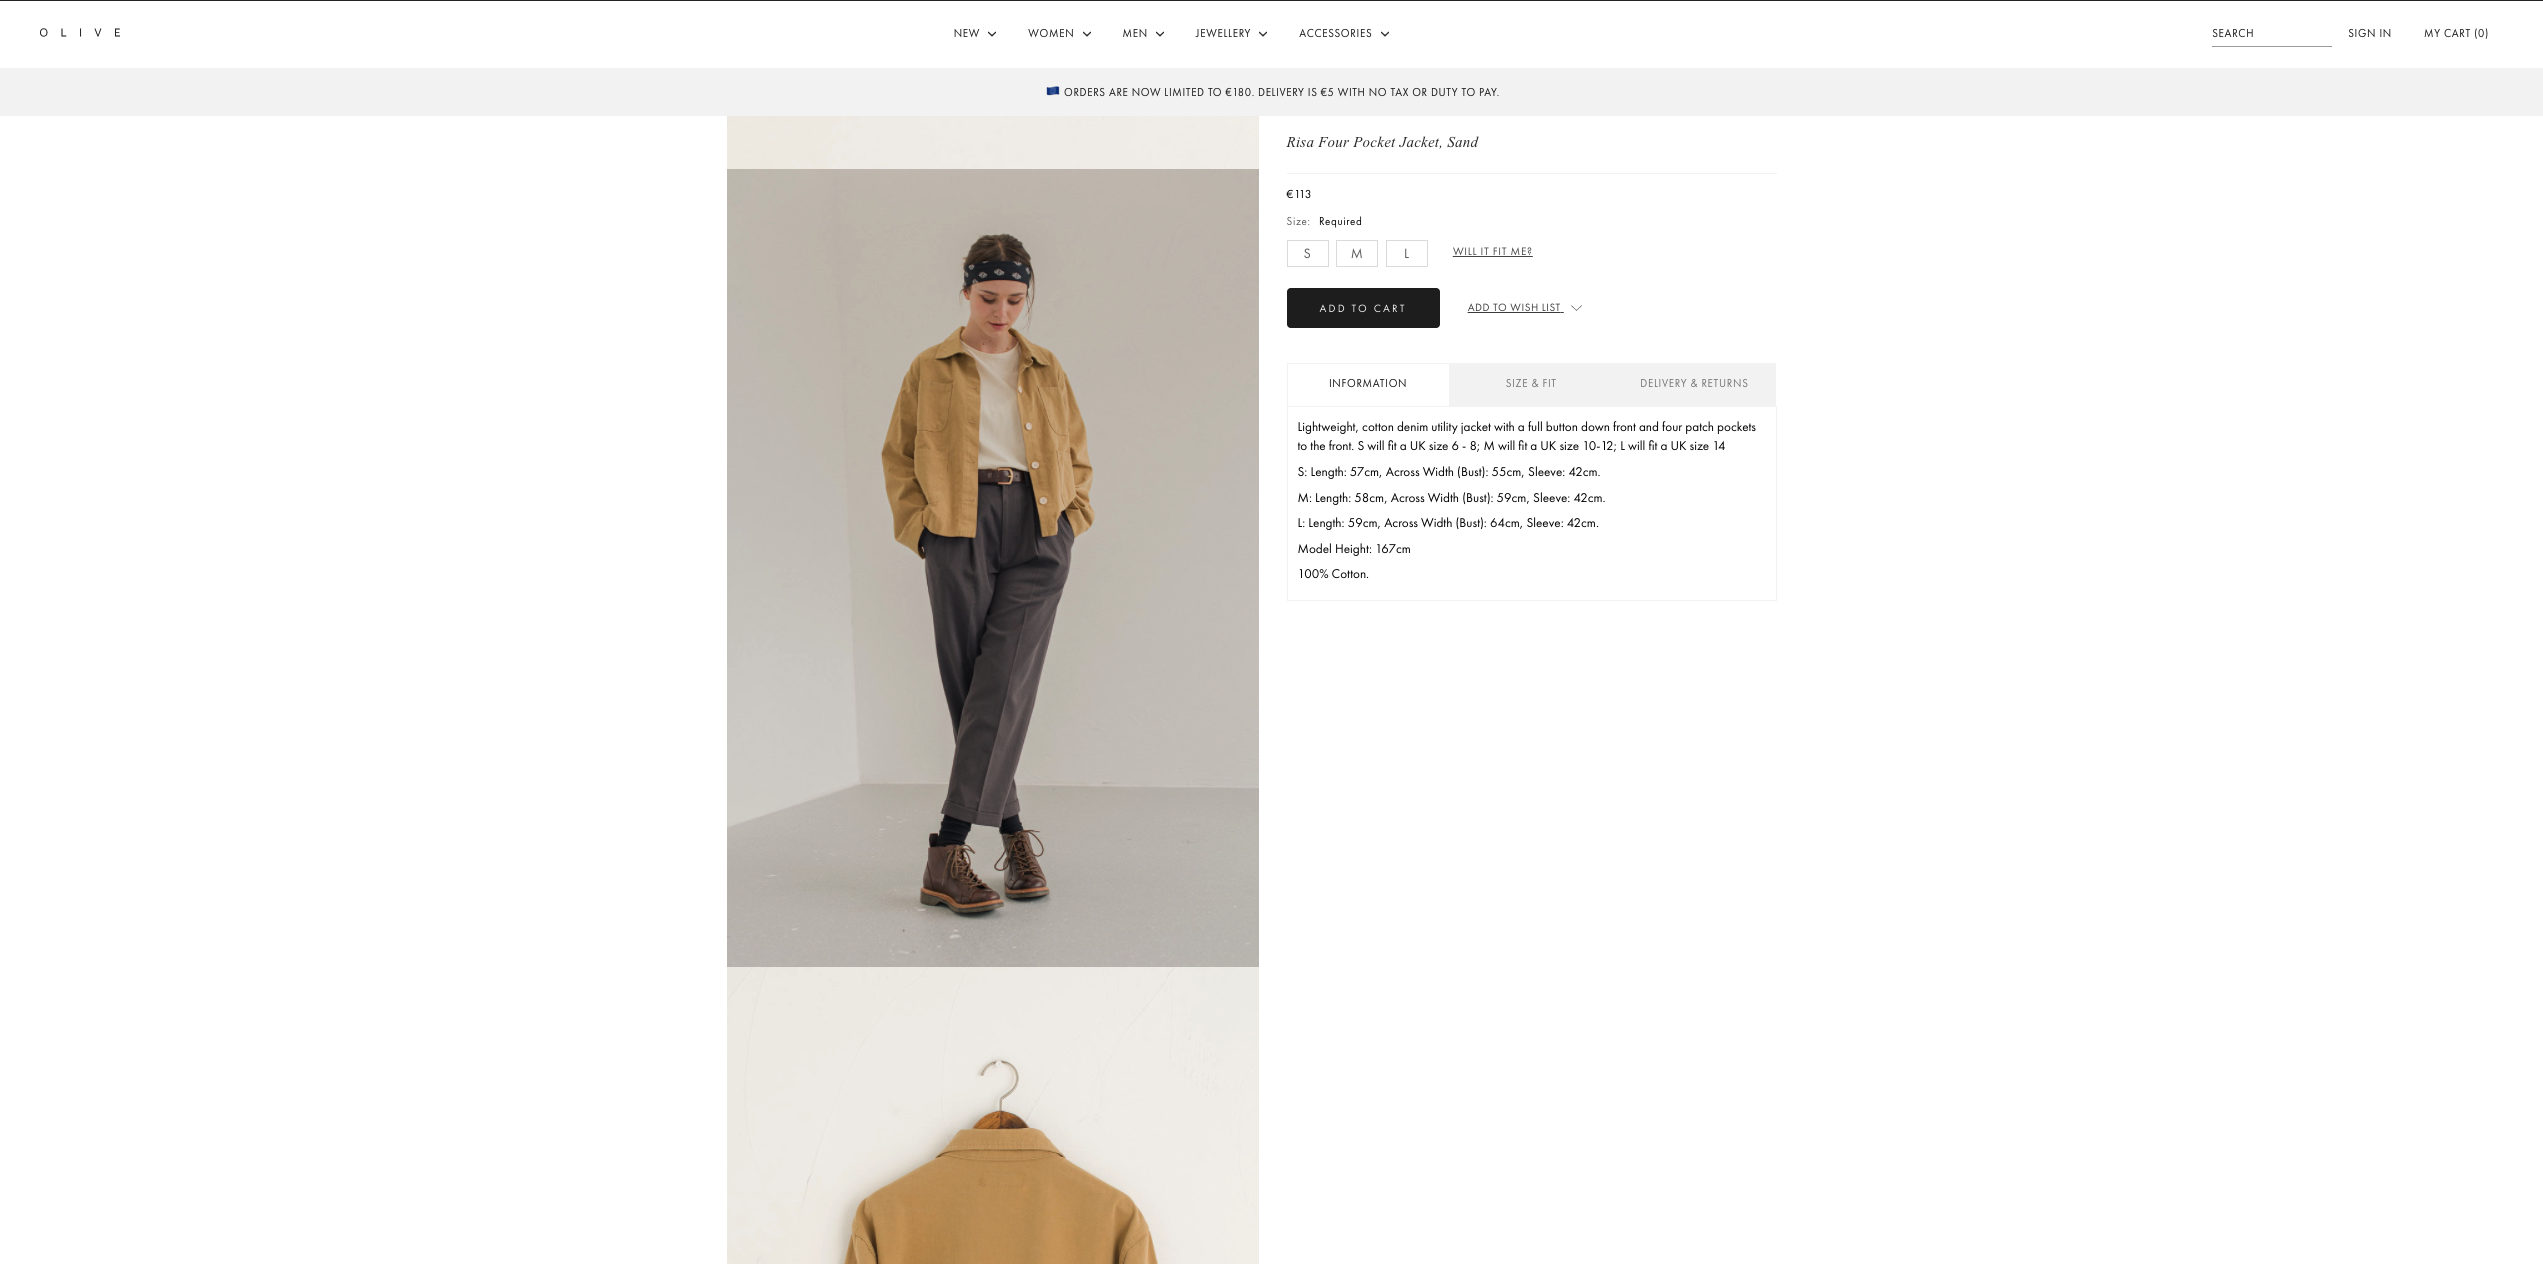 O L I V E
NEW
WOMEN
MEN
JEWELLERY
ACCESSORIES
SEARCH
SIGN IN
MY CART (0)
ORDERS ARE NOW LIMITED TO €180. DELIVERY IS €5 WITH NO TAX OR DUTY TO PAY.
Risa Four Pocket Jacket, Sand
€113
Size: Required
S
M
L
WILL IT FIT ME?
ADD TO CART
ADD TO WISH LIST
INFORMATION
SIZE & FIT
DELIVERY & RETURNS
Lightweight, cotton denim utility jacket with a full button down front and four patch pockets
to the front. S will fit a UK size 6 - 8; M will fit a UK size 10-12; L will fit a UK size 14
S: Length: 57cm, Across Width (Bust): 55cm, Sleeve: 42cm.
M: Length: 58cm, Across Width (Bust): 59cm, Sleeve: 42cm.
L: Length: 59cm, Across Width (Bust): 64cm, Sleeve: 42cm.
Model Height: 167cm
100% Cotton.